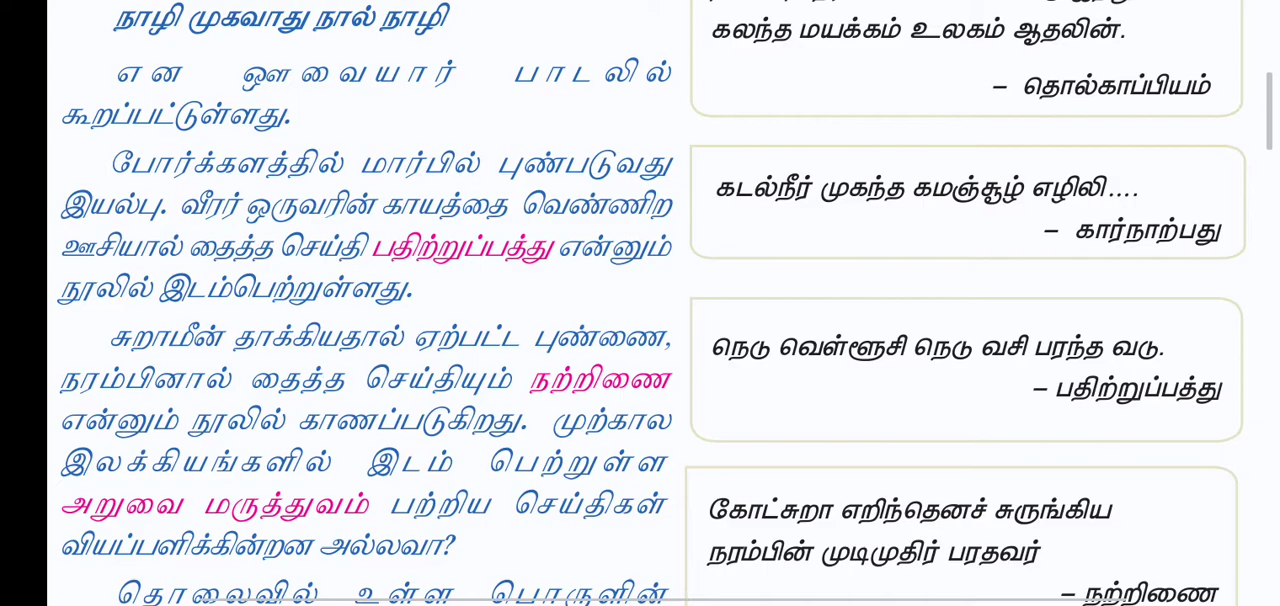 நாழி முகவாது நால் நாழி
என ஔவையார் பாடலில்
கூறப்பட்டுள்ளது.
போர்க்களத்தில் மார்பில் புண்படுவது
இயல்பு. வீரர் ஒருவரின் காயத்தை வெண்ணிற
ஊசியால் தைத்த செய்தி பதிற்றுப்பத்து என்னும்
நூலில் இடம்பெற்றுள்ளது.
சுறாமீன் தாக்கியதால் ஏற்பட்ட புண்ணை,
நரம்பினால் தைத்த செய்தியும் நற்றிணை
என்னும் நூலில் காணப்படுகிறது. முற்கால
இலக்கியங்களில் இடம் பெற்றுள்ள
அறுவை மருத்துவம் பற்றிய செய்திகள்
வியப்பளிக்கின்றன அல்லவா?
தொலைவில் உள்ள பொருளின்
கலந்த மயக்கம் உலகம் ஆதலின்.
– தொல்காப்பியம்
கடல்நீர் முகந்த கமஞ்சூழ் எழிலி....
– கார்நாற்பது
நெடு வெள்ளூசி நெடு வசி பரந்த வடு.
– பதிற்றுப்பத்து
கோட்சுறா எறிந்தெனச் சுருங்கிய
நரம்பின் முடிமுதிர் பரதவர்
– நற்றிணை